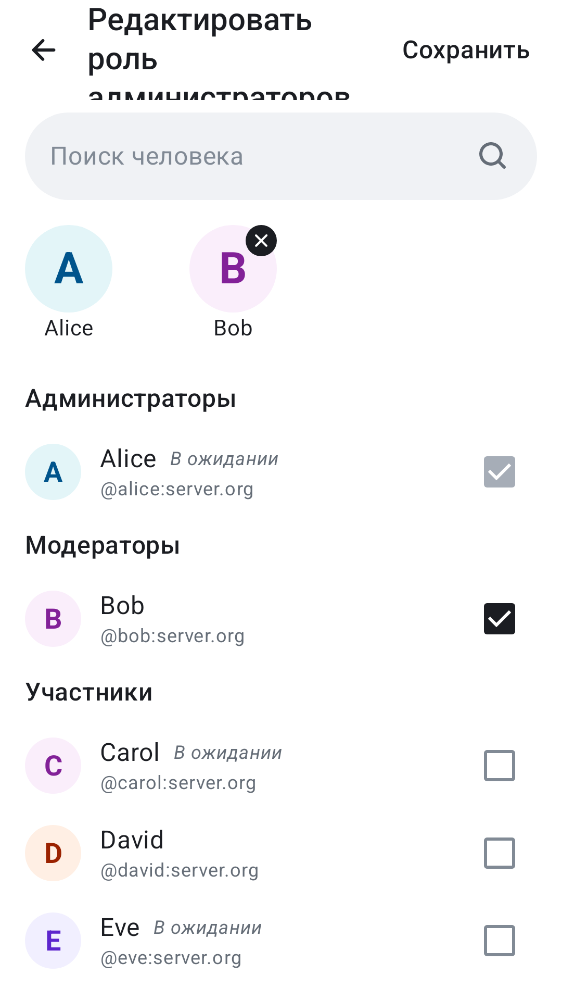 Редактировать
роль
администраторов
Сохранить
Поиск человека
A
B
Alice
Bob
Администраторы
A
Alice В ожидании
@alice:server.org
Модераторы
B
Bob
@bob:server.org
Участники
C
Carol В ожидании
@carol:server.org
D
David
@david:server.org
E
Eve В ожидании
@eve:server.org